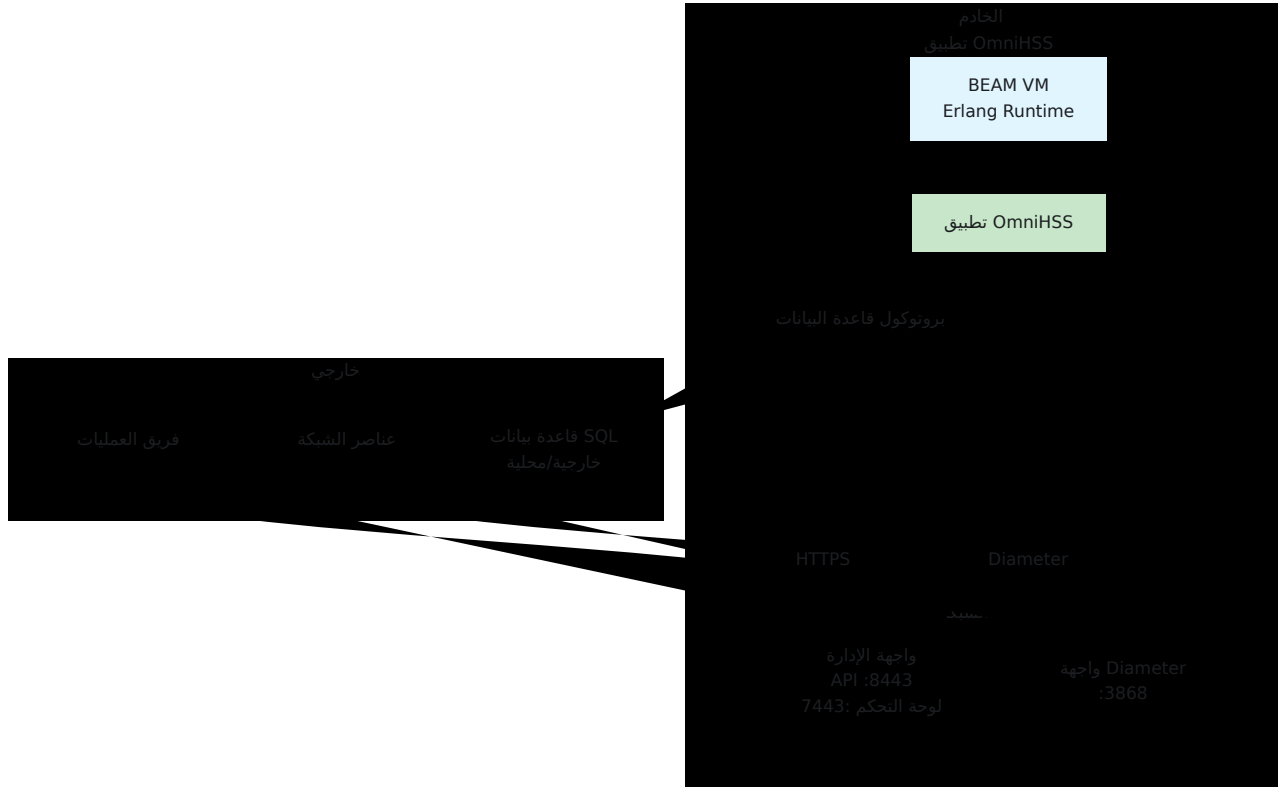 الخادم
تطبيق OmniHSS
BEAM VM
Erlang Runtime
تطبيق OmniHSS
بروتوكول قاعدة البيانات
خارجي
فريق العمليات
عناصر الشبكة
قاعدة بيانات SQL
خارجية/محلية
HTTPS
Diameter
واجهة الإدارة
API :8443
لوحة التحكم :7443
واجهة Diameter
:3868